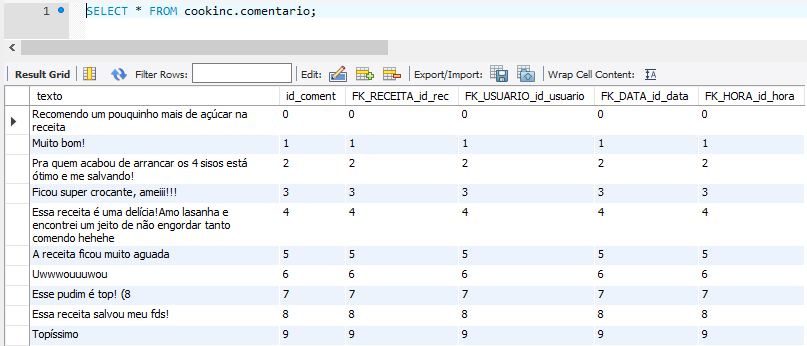 1 SELECT * FROM cookinc.comentario;
Result Grid Filter Rows: Edit: Export/Import: Wrap Cell Content:
texto id_coment FK_RECEITA_id_rec FK_USUARIO_id_usuario FK_DATA_id_data FK_HORA_id_hora
Recomendo um pouquinho mais de açúcar na 0 0 0 0 0
receita
Muito bom! 1 1 1 1 1
Pra quem acabou de arrancar os 4 sisos está 2 2 2 2 2
ótimo e me salvando!
Ficou super crocante, ameiii!!! 3 3 3 3 3
Essa receita é uma delícia!Amo lasanha e 4 4 4 4 4
encontrei um jeito de não engordar tanto
comendo hehehe
A receita ficou muito aguada 5 5 5 5 5
Uwwwouuuwou 6 6 6 6 6
Esse pudim é top! (8 7 7 7 7 7
Essa receita salvou meu fds! 8 8 8 8 8
Topíssimo 9 9 9 9 9